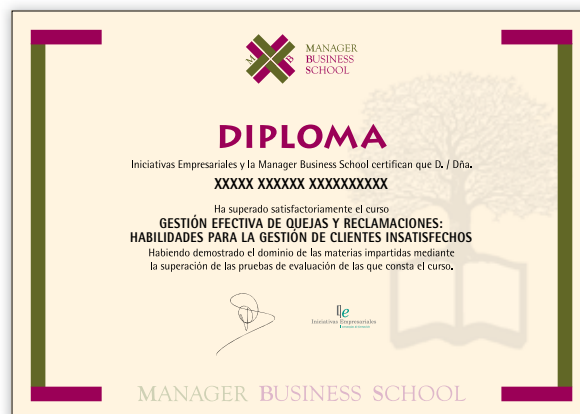 M B
MANAGER
BUSINESS
SCHOOL
DIPLOMA
Iniciativas Empresariales y la Manager Business School certifican que D. / Dña.
XXXXX XXXXXX XXXXXXXXXX
Ha superado satisfactoriamente el curso
GESTIÓN EFECTIVA DE QUEJAS Y RECLAMACIONES:
HABILIDADES PARA LA GESTIÓN DE CLIENTES INSATISFECHOS
Habiendo demostrado el dominio de las materias impartidas mediante
la superación de las pruebas de evaluación de las que consta el curso.
Iniciativas Empresariales
MANAGER BUSINESS SCHOOL